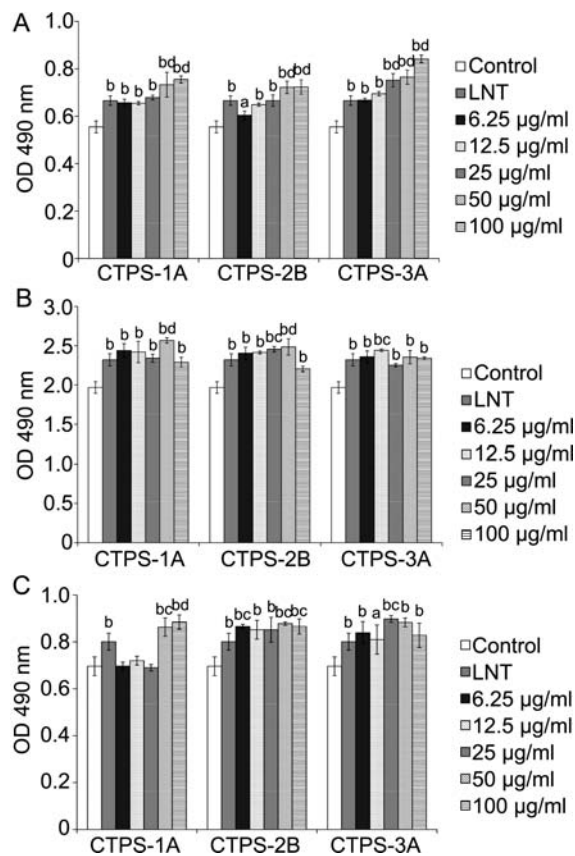 A
1.0
0.8
0.6
0.4
0.2
0
OD 490 nm
b b b b bd bd
b a b b bd bd
b b b bd bd bd
CTPS-1A CTPS-2B CTPS-3A
Control
LNT
6.25 µg/ml
12.5 µg/ml
25 µg/ml
50 µg/ml
100 µg/ml
B
3.0
2.5
2.0
1.5
1.0
0.5
0
OD 490 nm
b b b b bd b
b b b bc bd b
b b bc b b b
CTPS-1A CTPS-2B CTPS-3A
Control
LNT
6.25 µg/ml
12.5 µg/ml
25 µg/ml
50 µg/ml
100 µg/ml
C
1.0
0.8
0.6
0.4
0.2
0
OD 490 nm
b bc bd
b bc b b bc bc
b b a bc bc b
CTPS-1A CTPS-2B CTPS-3A
Control
LNT
6.25 µg/ml
12.5 µg/ml
25 µg/ml
50 µg/ml
100 µg/ml